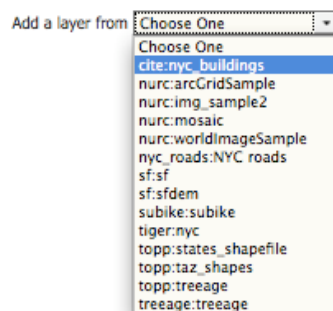 Add a layer from Choose One
Choose One
cite:nyc_buildings
nurc:arcGridSample
nurc:img_sample2
nurc:mosaic
nurc:worldImageSample
nyc_roads:NYC roads
sf:sf
sf:sfdem
subike:subike
tiger:nyc
topp:states_shapefile
topp:taz_shapes
topp:treeage
treeage:treeage